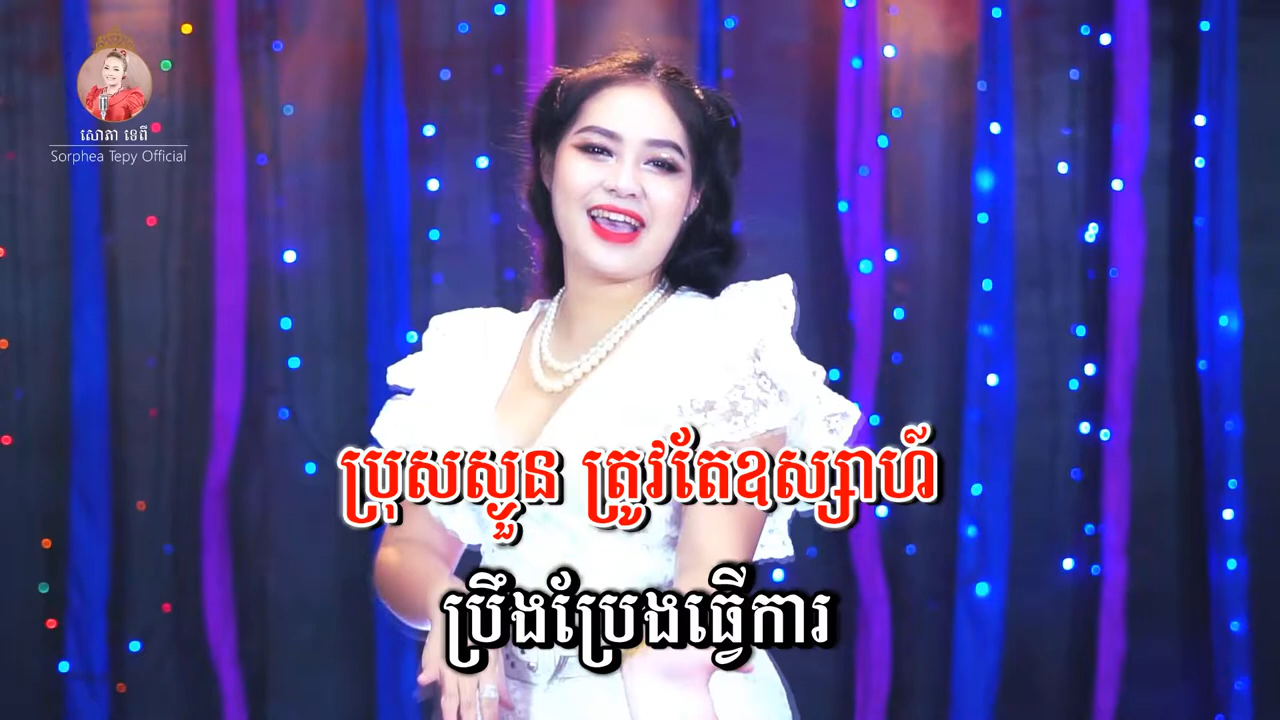 សោភា ទេពី
Sorphea Tepy Official
ប្រុសស្ងួន ត្រូវតែឧស្សាហ៍
ប្រឹងប្រែងធ្វើការ